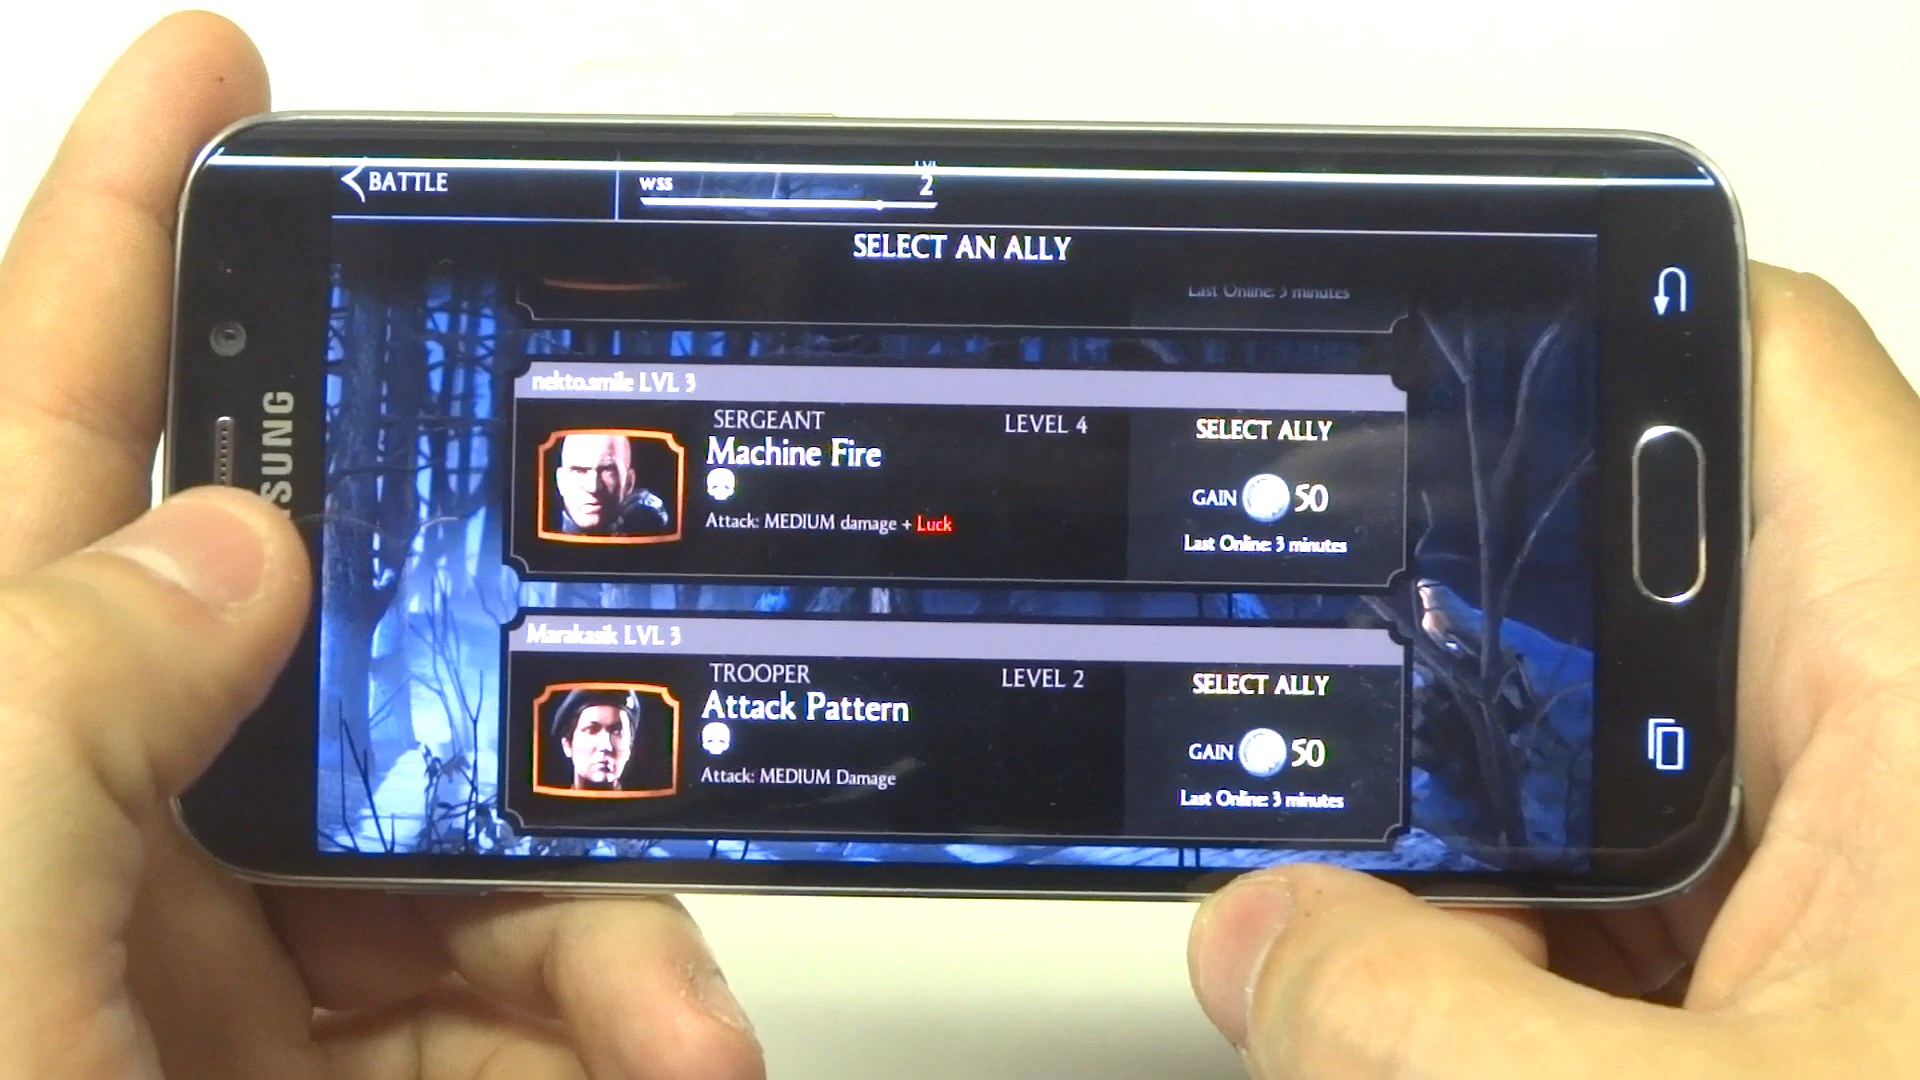 BATTLE
wss
LVL
2
SELECT AN ALLY
Last Online: 3 minutes
nekto.smile LVL 3
SERGEANT
LEVEL 4
Machine Fire
Attack: MEDIUM damage + Luck
SELECT ALLY
GAIN 50
Last Online: 3 minutes
Marakasik LVL 3
TROOPER
LEVEL 2
Attack Pattern
Attack: MEDIUM Damage
SELECT ALLY
GAIN 50
Last Online: 3 minutes